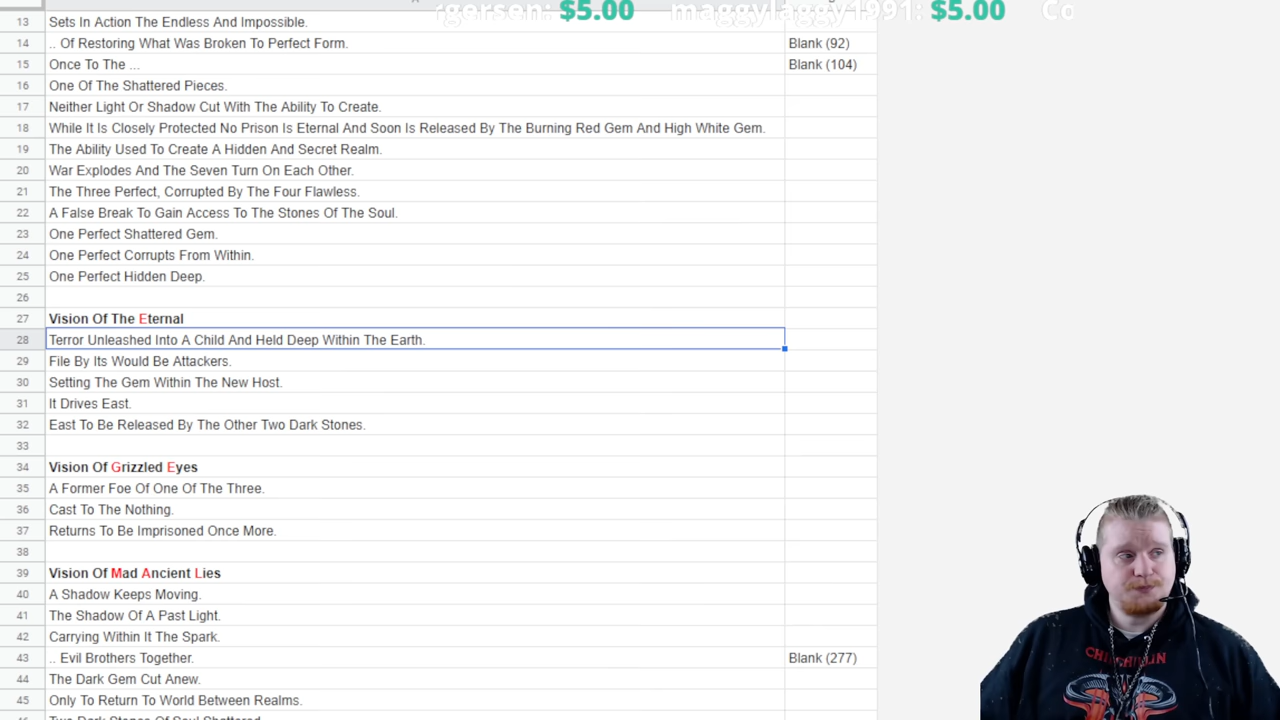 rgersen: $5.00 maggylaggy1991: $5.00 Co
13 Sets In Action The Endless And Impossible.
14 .. Of Restoring What Was Broken To Perfect Form. Blank (92)
15 Once To The ... Blank (104)
16 One Of The Shattered Pieces.
17 Neither Light Or Shadow Cut With The Ability To Create.
18 While It Is Closely Protected No Prison Is Eternal And Soon Is Released By The Burning Red Gem And High White Gem.
19 The Ability Used To Create A Hidden And Secret Realm.
20 War Explodes And The Seven Turn On Each Other.
21 The Three Perfect, Corrupted By The Four Flawless.
22 A False Break To Gain Access To The Stones Of The Soul.
23 One Perfect Shattered Gem.
24 One Perfect Corrupts From Within.
25 One Perfect Hidden Deep.
26
27 Vision Of The Eternal
28 Terror Unleashed Into A Child And Held Deep Within The Earth.
29 File By Its Would Be Attackers.
30 Setting The Gem Within The New Host.
31 It Drives East.
32 East To Be Released By The Other Two Dark Stones.
33
34 Vision Of Grizzled Eyes
35 A Former Foe Of One Of The Three.
36 Cast To The Nothing.
37 Returns To Be Imprisoned Once More.
38
39 Vision Of Mad Ancient Lies
40 A Shadow Keeps Moving.
41 The Shadow Of A Past Light.
42 Carrying Within It The Spark.
43 .. Evil Brothers Together. Blank (277)
44 The Dark Gem Cut Anew.
45 Only To Return To World Between Realms.
Two Dark Stones Of Soul Shattered